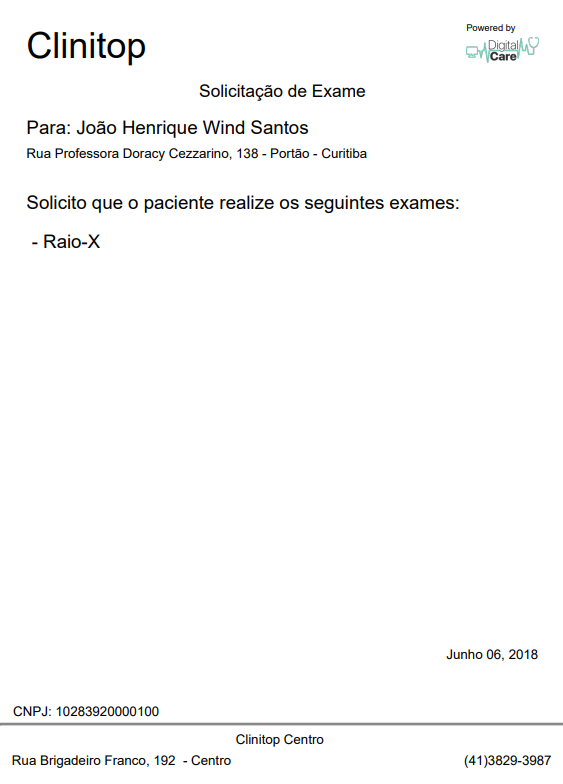 Clinitop
Powered by
Digital
Care
Solicitação de Exame
Para: João Henrique Wind Santos
Rua Professora Doracy Cezzarino, 138 - Portão - Curitiba
Solicito que o paciente realize os seguintes exames:
- Raio-X
Junho 06, 2018
CNPJ: 10283920000100
Clinitop Centro
Rua Brigadeiro Franco, 192  - Centro
(41)3829-3987